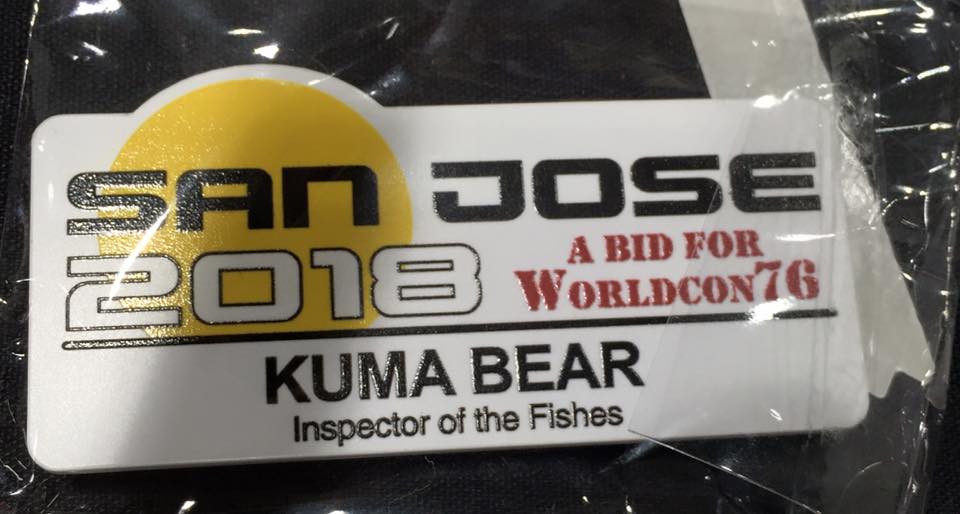 SAN JOSE
2018
A BID FOR
WORLDCON76
KUMA BEAR
Inspector of the Fishes